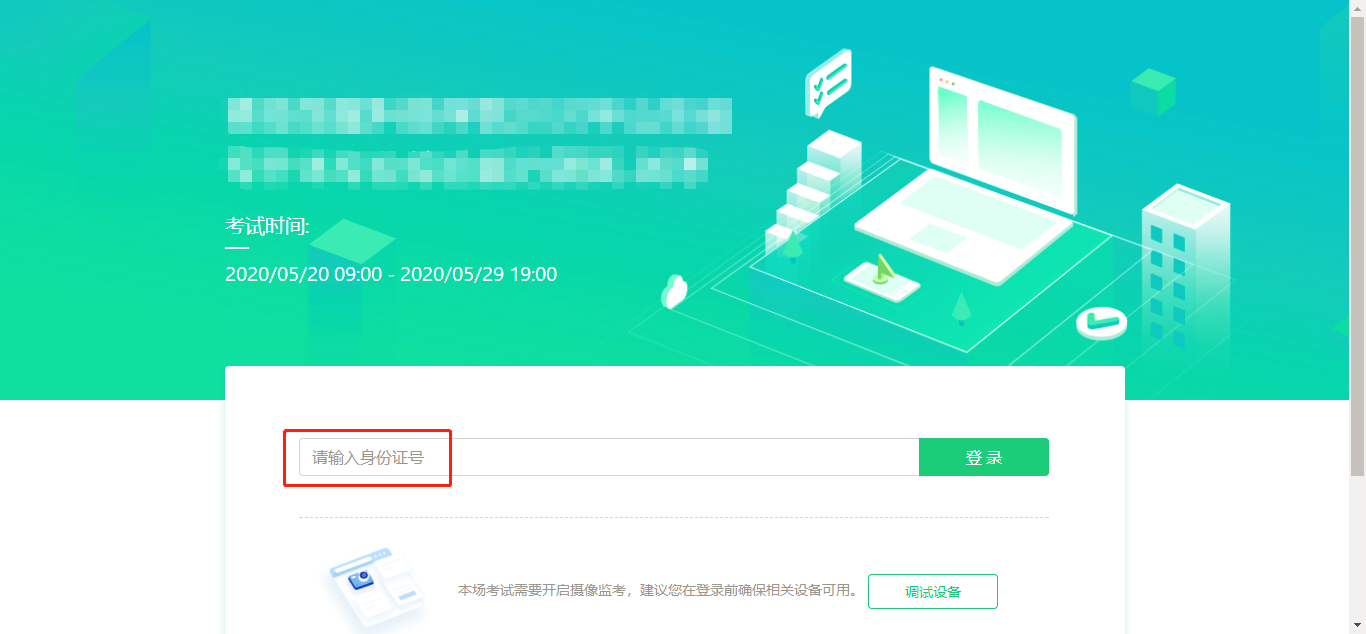 考试时间:
2020/05/20 09:00 - 2020/05/29 19:00
请输入身份证号
登 录
本场考试需要开启摄像监考，建议您在登录前确保相关设备可用。
调试设备